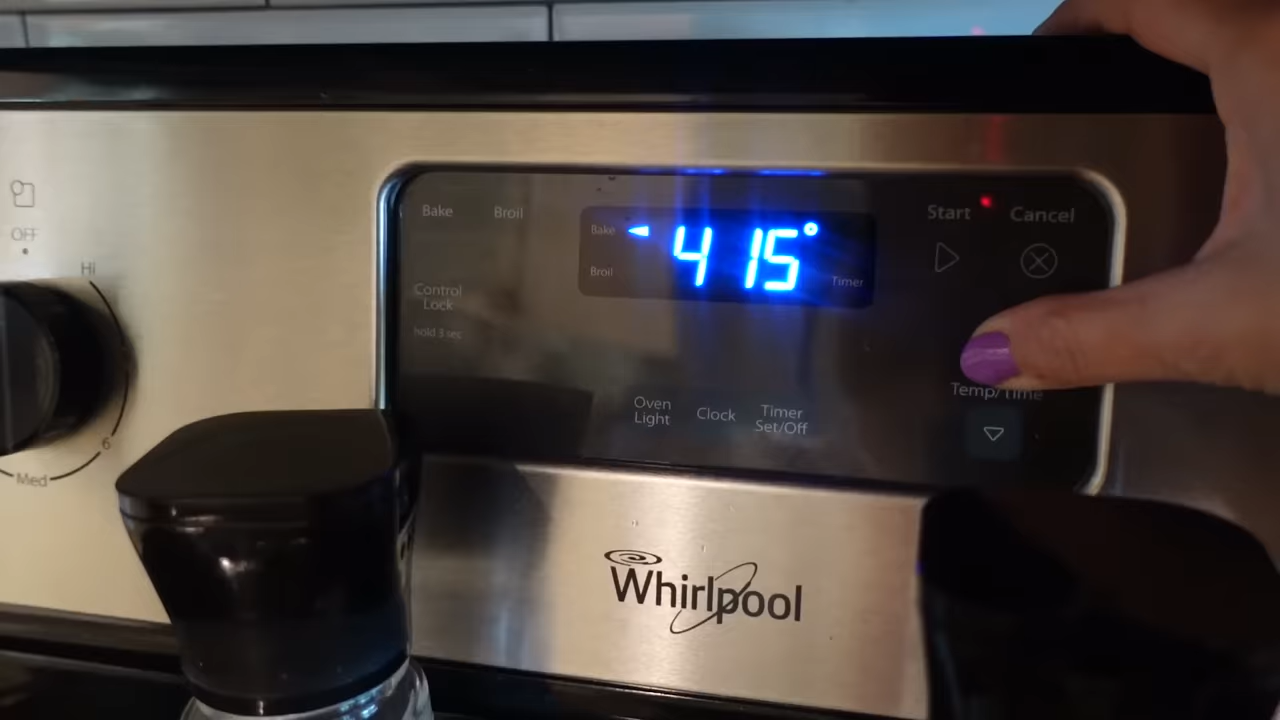 OFF
Hi
6
Med
Bake
Broil
Control
Lock
hold 3 sec
Bake
Broil
415°
Timer
Oven
Light
Clock
Timer
Set/Off
Start
Cancel
Temp/Time
Whirlpool